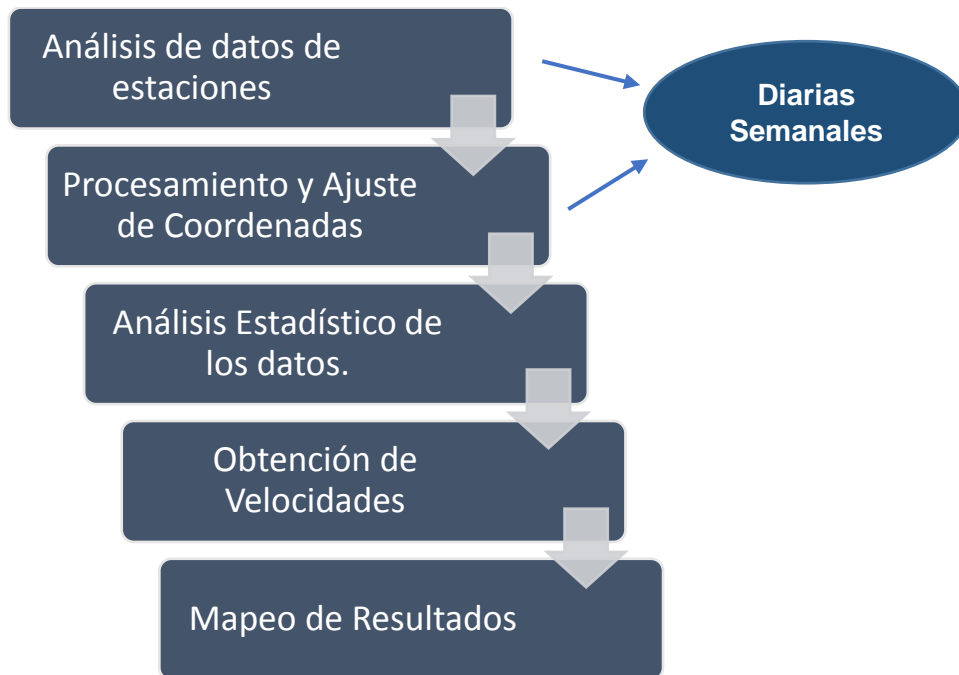 Análisis de datos de
estaciones
Diarias
Semanales
Procesamiento y Ajuste
de Coordenadas
Análisis Estadístico de
los datos.
Obtención de
Velocidades
Mapeo de Resultados